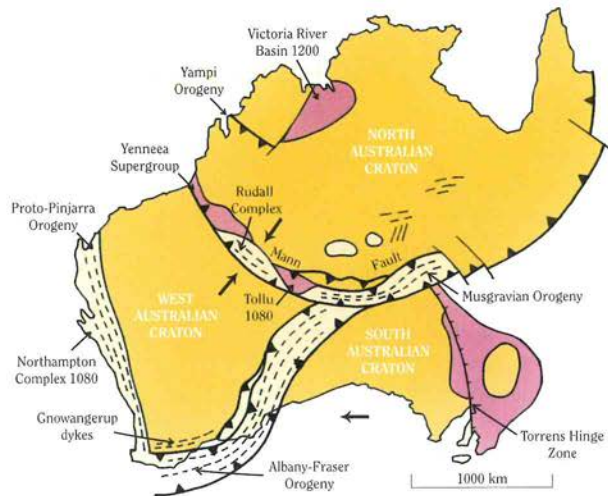 Victoria River
Basin 1200
Yampi
Orogeny
NORTH
AUSTRALIAN
CRATON
Yenneea
Supergroup
Rudall
Complex
Proto-Pinjarra
Orogeny
Mann
Fault
Tollu
1080
Musgravian Orogeny
WEST
AUSTRALIAN
CRATON
SOUTH
AUSTRALIAN
CRATON
Northampton
Complex 1080
Gnowangerup
dykes
Albany-Fraser
Orogeny
Torrens Hinge
Zone
1000 km